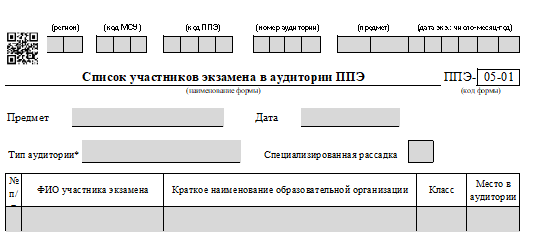 (регион) (код МСУ) (код ППЭ) (номер аудитории) (предмет) (дата экз.: число-месяц-год)
Список участников экзамена в аудитории ППЭ ППЭ- 05-01
(наименование формы) (код формы)
Предмет Дата
Тип аудитории* Специализированная рассадка
№ п/ ФИО участника экзамена Краткое наименование образовательной организации Класс Место в аудитории